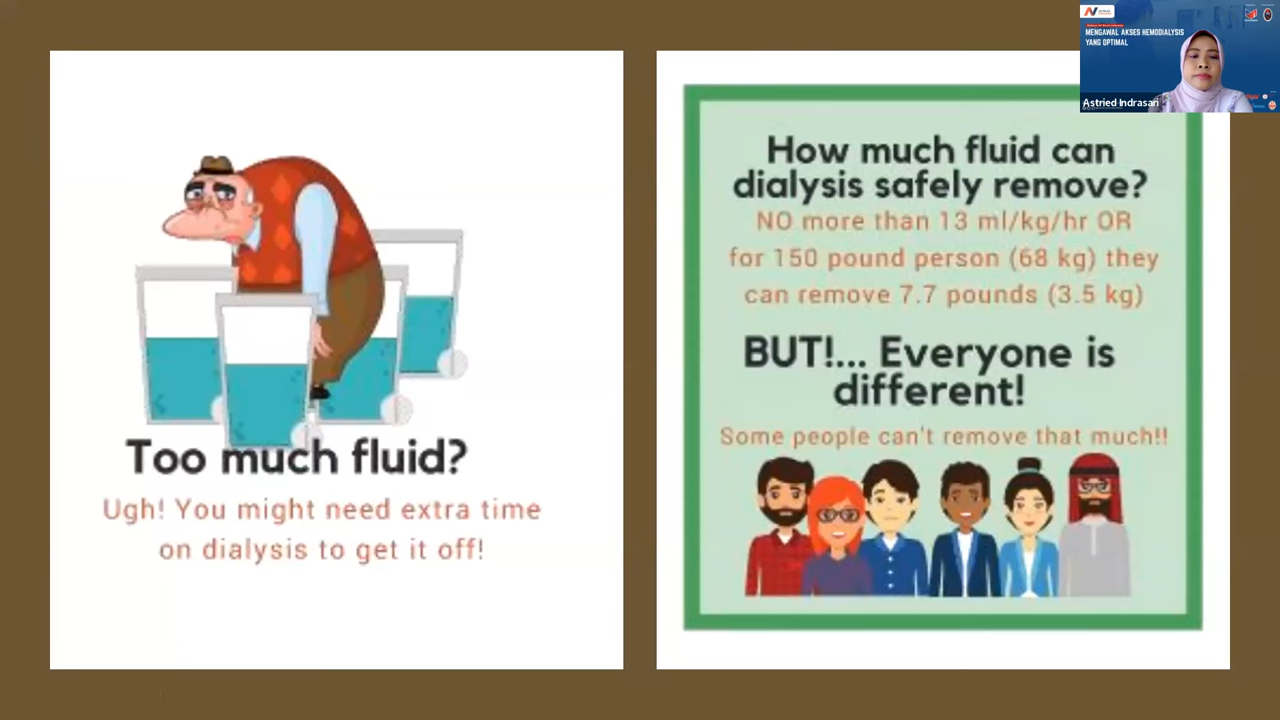 Too much fluid?
Ugh! You might need extra time
on dialysis to get it off!
How much fluid can
dialysis safely remove?
NO more than 13 ml/kg/hr OR
for 150 pound person (68 kg) they
can remove 7.7 pounds (3.5 kg)
BUT!... Everyone is
different!
Some people can't remove that much!!
MENGAWAL AKSES HEMODIALYSIS
YANG OPTIMAL
Astried Indrasari